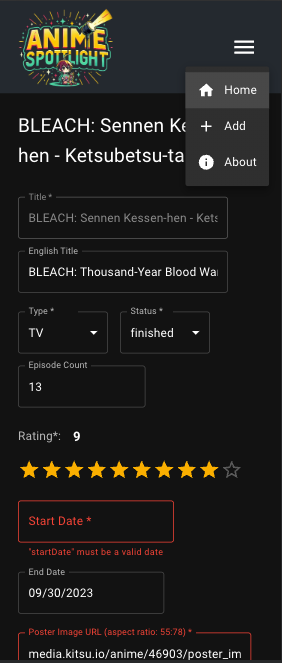 ANIME
SPOTLIGHT
Home
Add
About
BLEACH: Sennen Ke
hen - Ketsubetsu-ta
Title *
BLEACH: Sennen Kessen-hen - Kets
English Title
BLEACH: Thousand-Year Blood Wa
Type *
Status *
TV
finished
Episode Count
13
Rating*: 9
Start Date *
"startDate" must be a valid date
End Date
09/30/2023
Poster Image URL (aspect ratio: 55:78) *
media.kitsu.io/anime/46903/poster_im